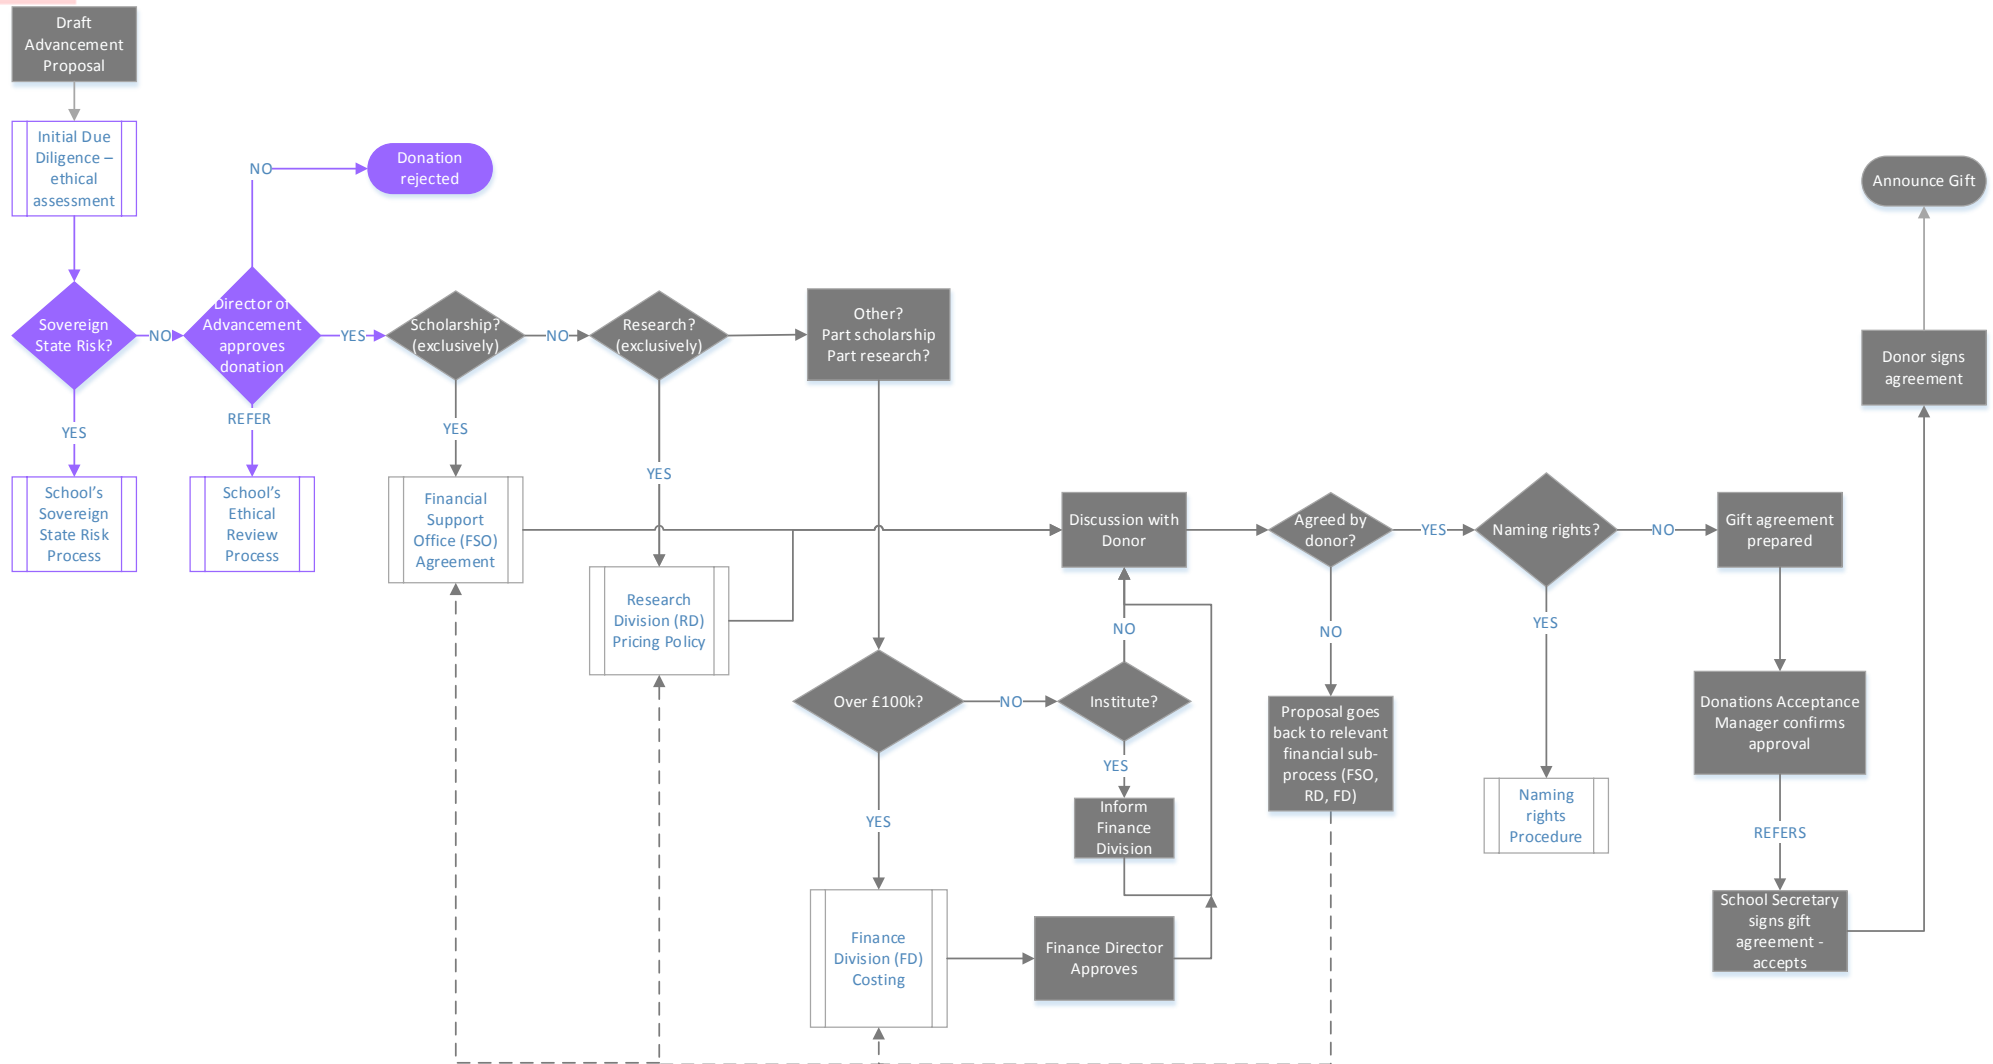 Draft
Advancement
Proposal
Initial Due
Diligence –
ethical
assessment
NO
Donation
rejected
Announce Gift
Sovereign
State Risk?
NO
Director of
Advancement
approves
donation
YES
Scholarship?
(exclusively)
NO
Research?
(exclusively)
Other?
Part scholarship
Part research?
Donor signs
agreement
YES
REFER
YES
YES
School's
Sovereign
State Risk
Process
School's
Ethical
Review
Process
Financial
Support
Office (FSO)
Agreement
Research
Division (RD)
Pricing Policy
Discussion with
Donor
Agreed by
donor?
YES
Naming rights?
NO
Gift agreement
prepared
NO
NO
YES
Over £100k?
NO
Institute?
YES
Inform
Finance
Division
Proposal goes
back to relevant
financial sub-
process (FSO,
RD, FD)
Naming
rights
Procedure
Donations Acceptance
Manager confirms
approval
REFERS
School Secretary
signs gift
agreement -
accepts
YES
Finance
Division (FD)
Costing
Finance Director
Approves